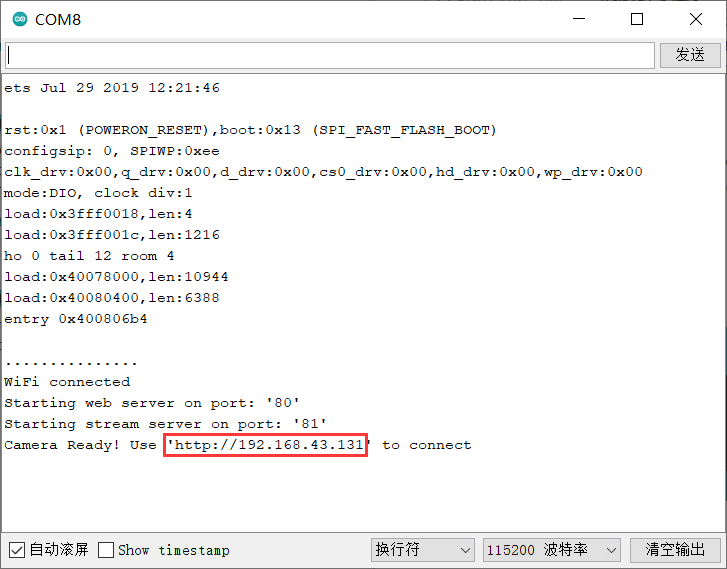 COM8
发送
ets Jul 29 2019 12:21:46
rst:0x1 (POWERON_RESET),boot:0x13 (SPI_FAST_FLASH_BOOT)
configsip: 0, SPIWP:0xee
clk_drv:0x00,q_drv:0x00,d_drv:0x00,cs0_drv:0x00,hd_drv:0x00,wp_drv:0x00
mode:DIO, clock div:1
load:0x3fff0018,len:4
load:0x3fff001c,len:1216
ho 0 tail 12 room 4
load:0x40078000,len:10944
load:0x40080400,len:6388
entry 0x400806b4
...............
WiFi connected
Starting web server on port: '80'
Starting stream server on port: '81'
Camera Ready! Use 'http://192.168.43.131' to connect
自动滚屏 Show timestamp 换行符 115200 波特率 清空输出